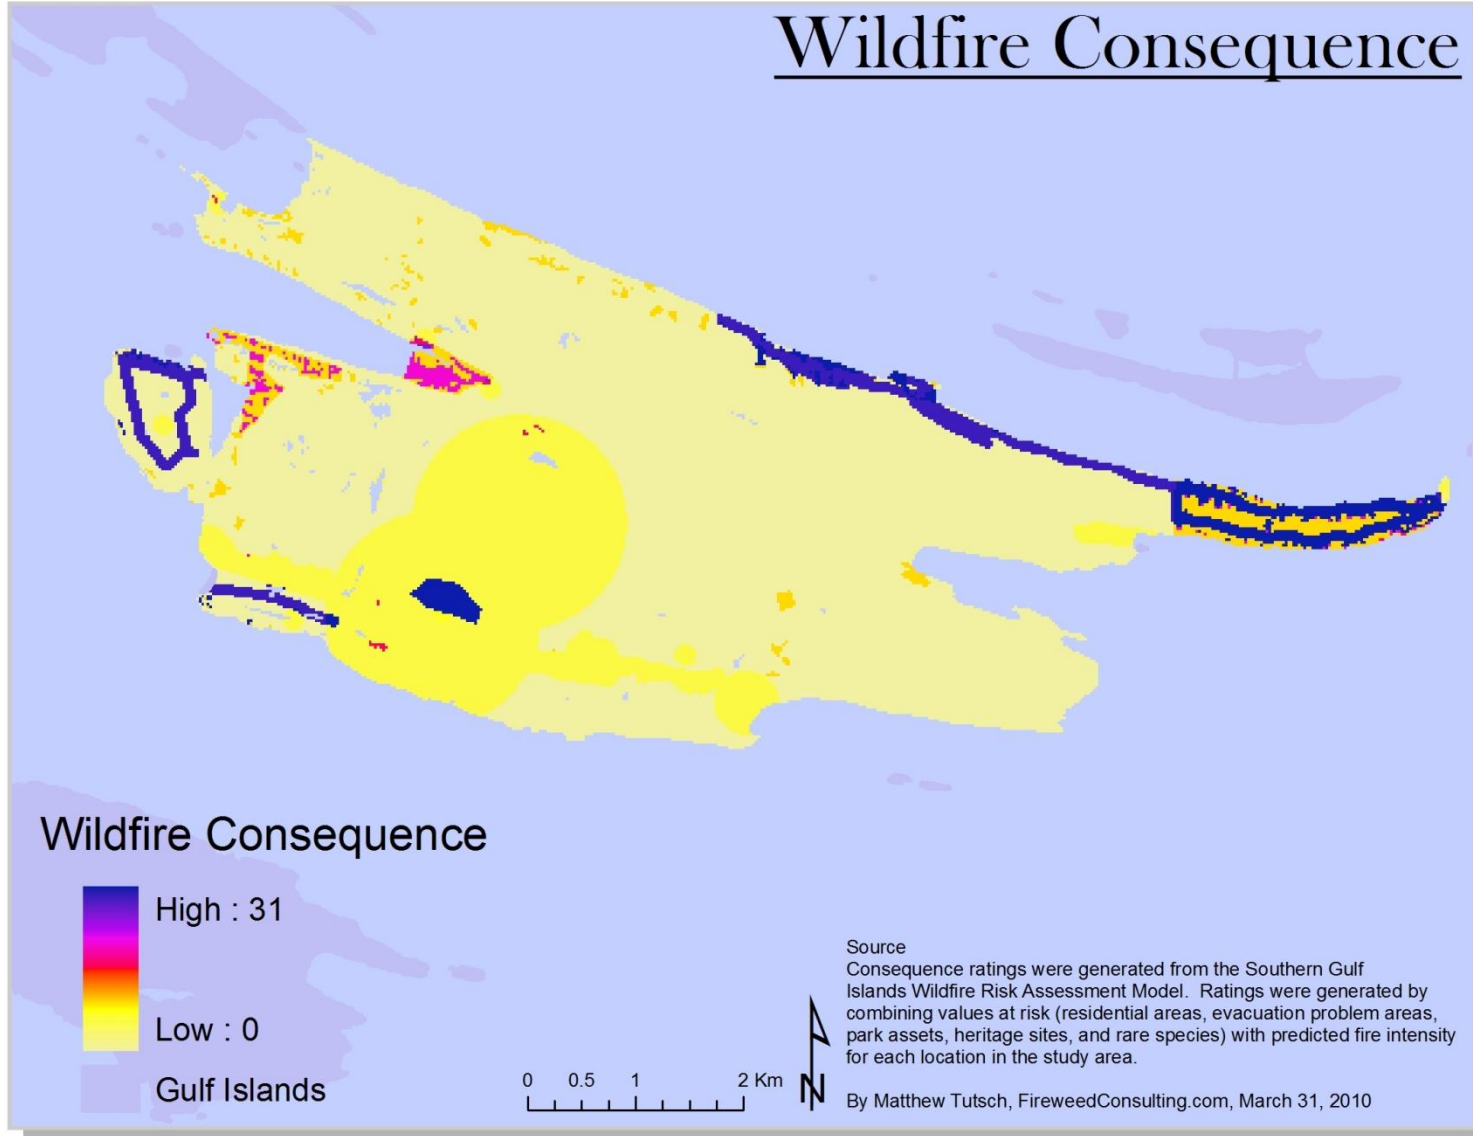 Wildfire Consequence
Wildfire Consequence
High : 31
Low : 0
Gulf Islands
0 0.5 1 2 Km
N
Source
Consequence ratings were generated from the Southern Gulf
Islands Wildfire Risk Assessment Model. Ratings were generated by
combining values at risk (residential areas, evacuation problem areas,
park assets, heritage sites, and rare species) with predicted fire intensity
for each location in the study area.
By Matthew Tutsch, FireweedConsulting.com, March 31, 2010